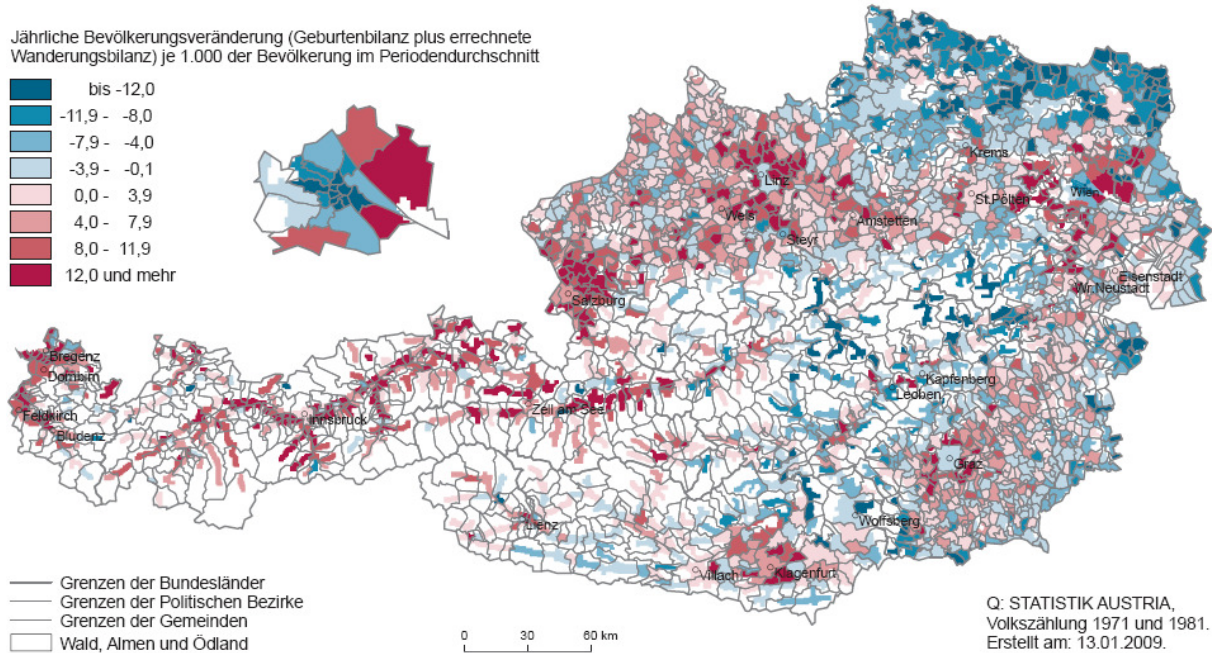 Jährliche Bevölkerungsveränderung (Geburtenbilanz plus errechnete
Wanderungsbilanz) je 1.000 der Bevölkerung im Periodendurchschnitt
bis -12,0
-11,9 - -8,0
-7,9 - -4,0
-3,9 - -0,1
0,0 - 3,9
4,0 - 7,9
8,0 - 11,9
12,0 und mehr
Krems
Linz
Wien
St.Pölten
Wels
Amstetten
Steyr
Eisenstadt
Wr.Neustadt
Salzburg
Bregenz
Dornbirn
Kapfenberg
Leoben
Feldkirch
Innsbruck
Zell am See
Bludenz
Graz
Lienz
Wolfsberg
Villach
Klagenfurt
Grenzen der Bundesländer
Grenzen der Politischen Bezirke
Grenzen der Gemeinden
Wald, Almen und Ödland
0 30 60 km
Q: STATISTIK AUSTRIA,
Volkszählung 1971 und 1981.
Erstellt am: 13.01.2009.